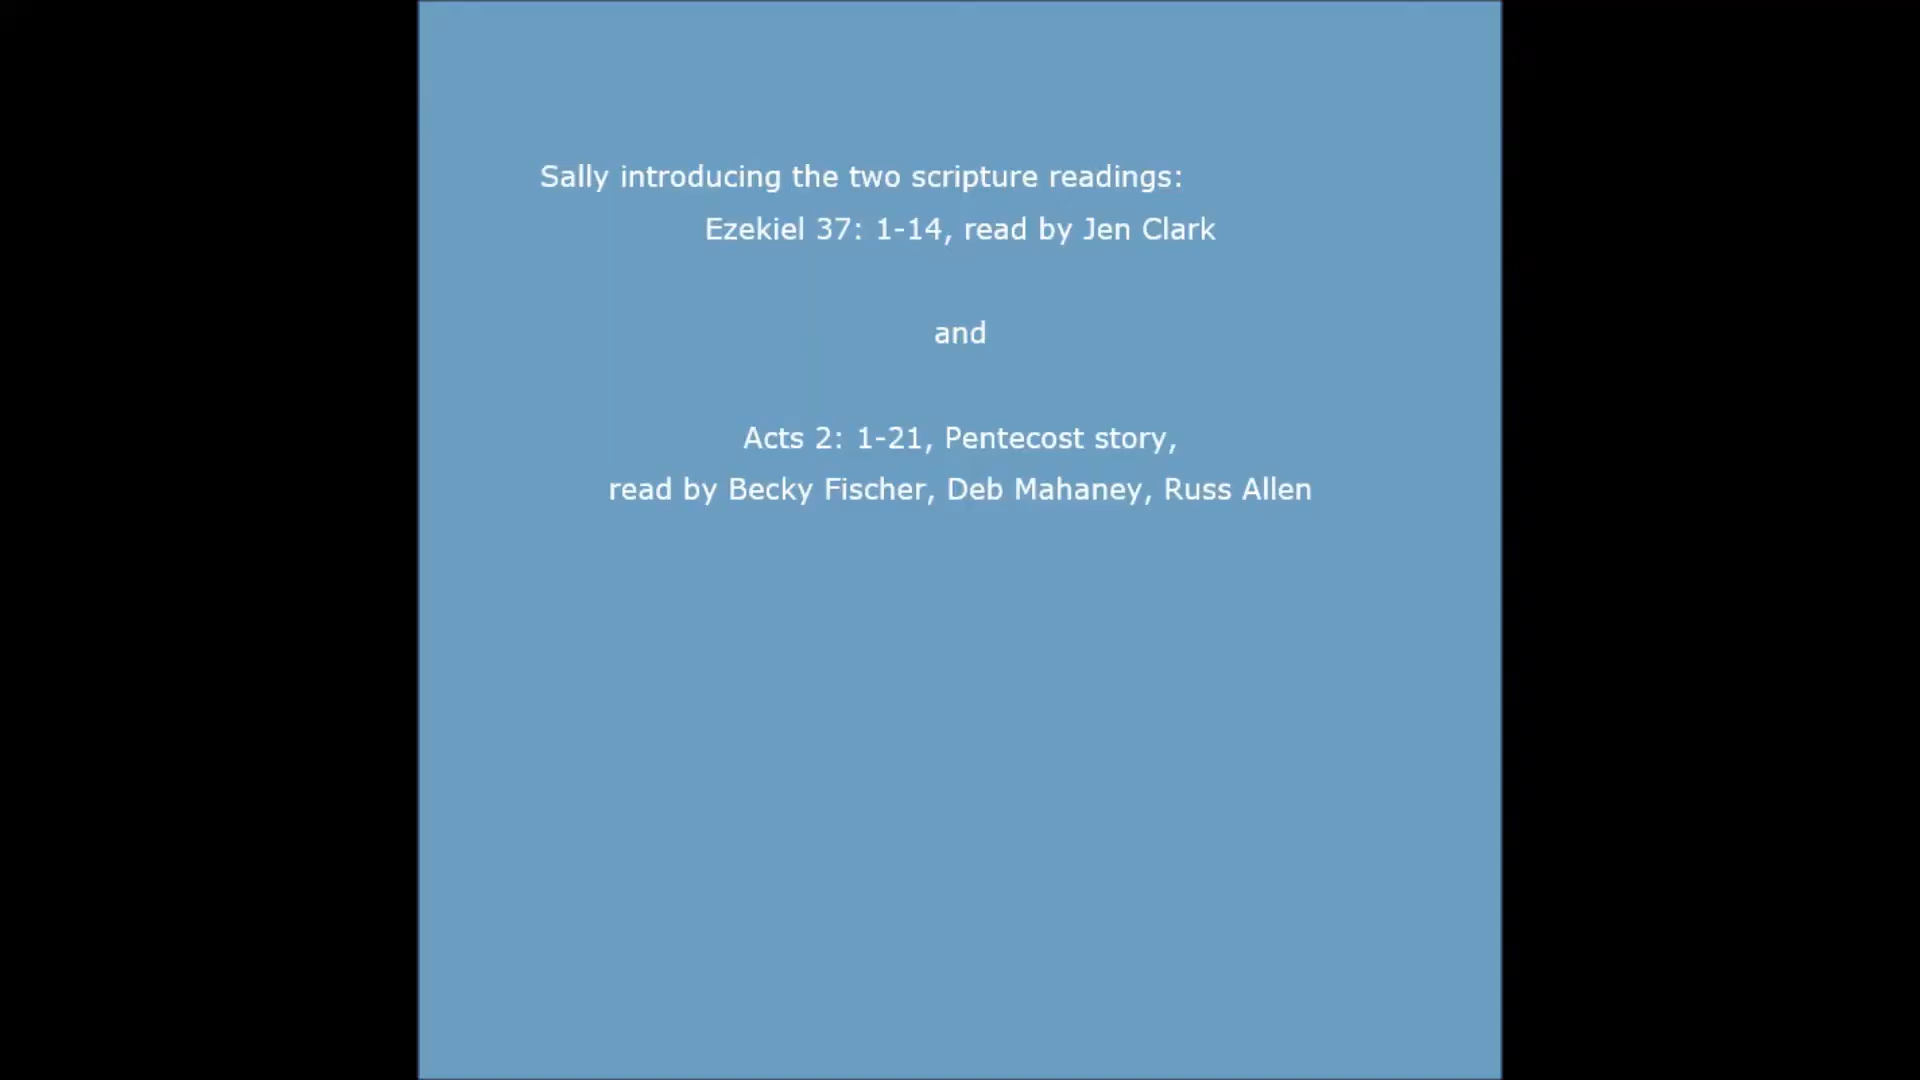 Sally introducing the two scripture readings:
Ezekiel 37: 1-14, read by Jen Clark
and
Acts 2: 1-21, Pentecost story,
read by Becky Fischer, Deb Mahaney, Russ Allen